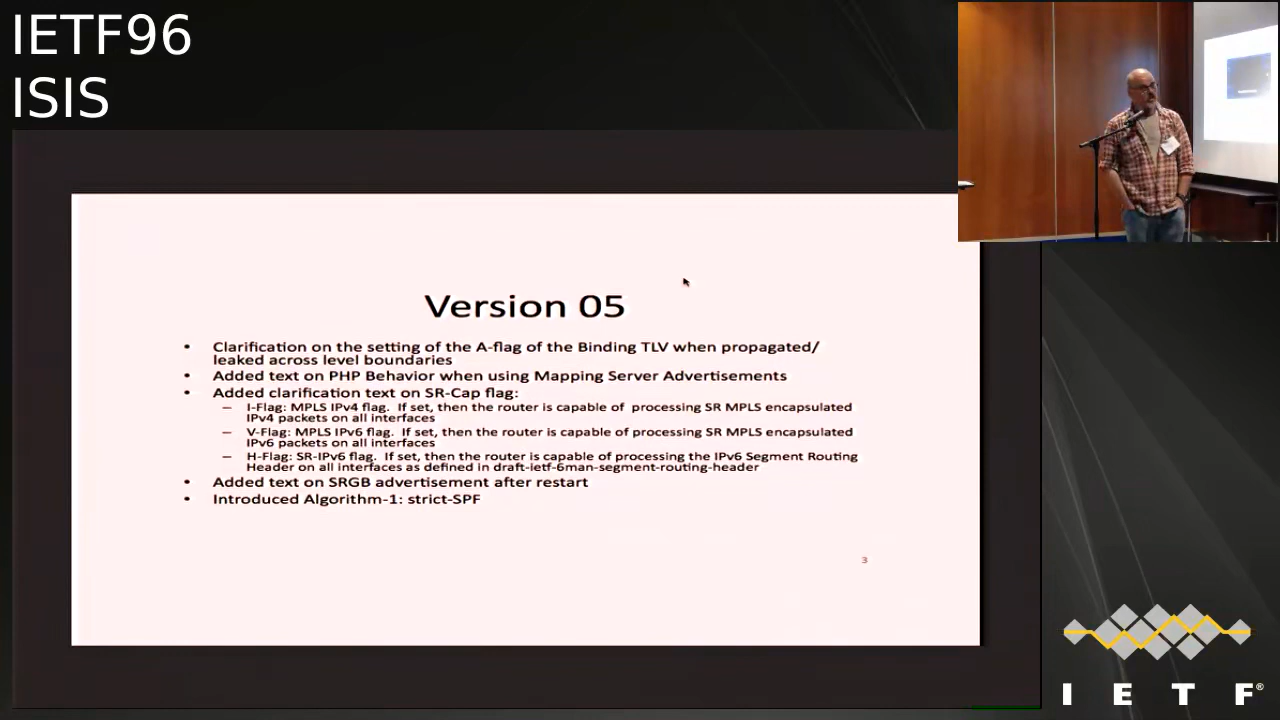 IETF96
ISIS
Version 05
• Clarification on the setting of the A-flag of the Binding TLV when propagated/
leaked across level boundaries
• Added text on PHP Behavior when using Mapping Server Advertisements
• Added clarification text on SR-Cap flag:
– I-Flag: MPLS IPv4 flag. If set, then the router is capable of processing SR MPLS encapsulated
IPv4 packets on all interfaces
– V-Flag: MPLS IPv6 flag. If set, then the router is capable of processing SR MPLS encapsulated
IPv6 packets on all interfaces
– H-Flag: SR-IPv6 flag. If set, then the router is capable of processing the IPv6 Segment Routing
Header on all interfaces as defined in draft-ietf-6man-segment-routing-header
• Added text on SRGB advertisement after restart
• Introduced Algorithm-1: strict-SPF
3
I E T F®